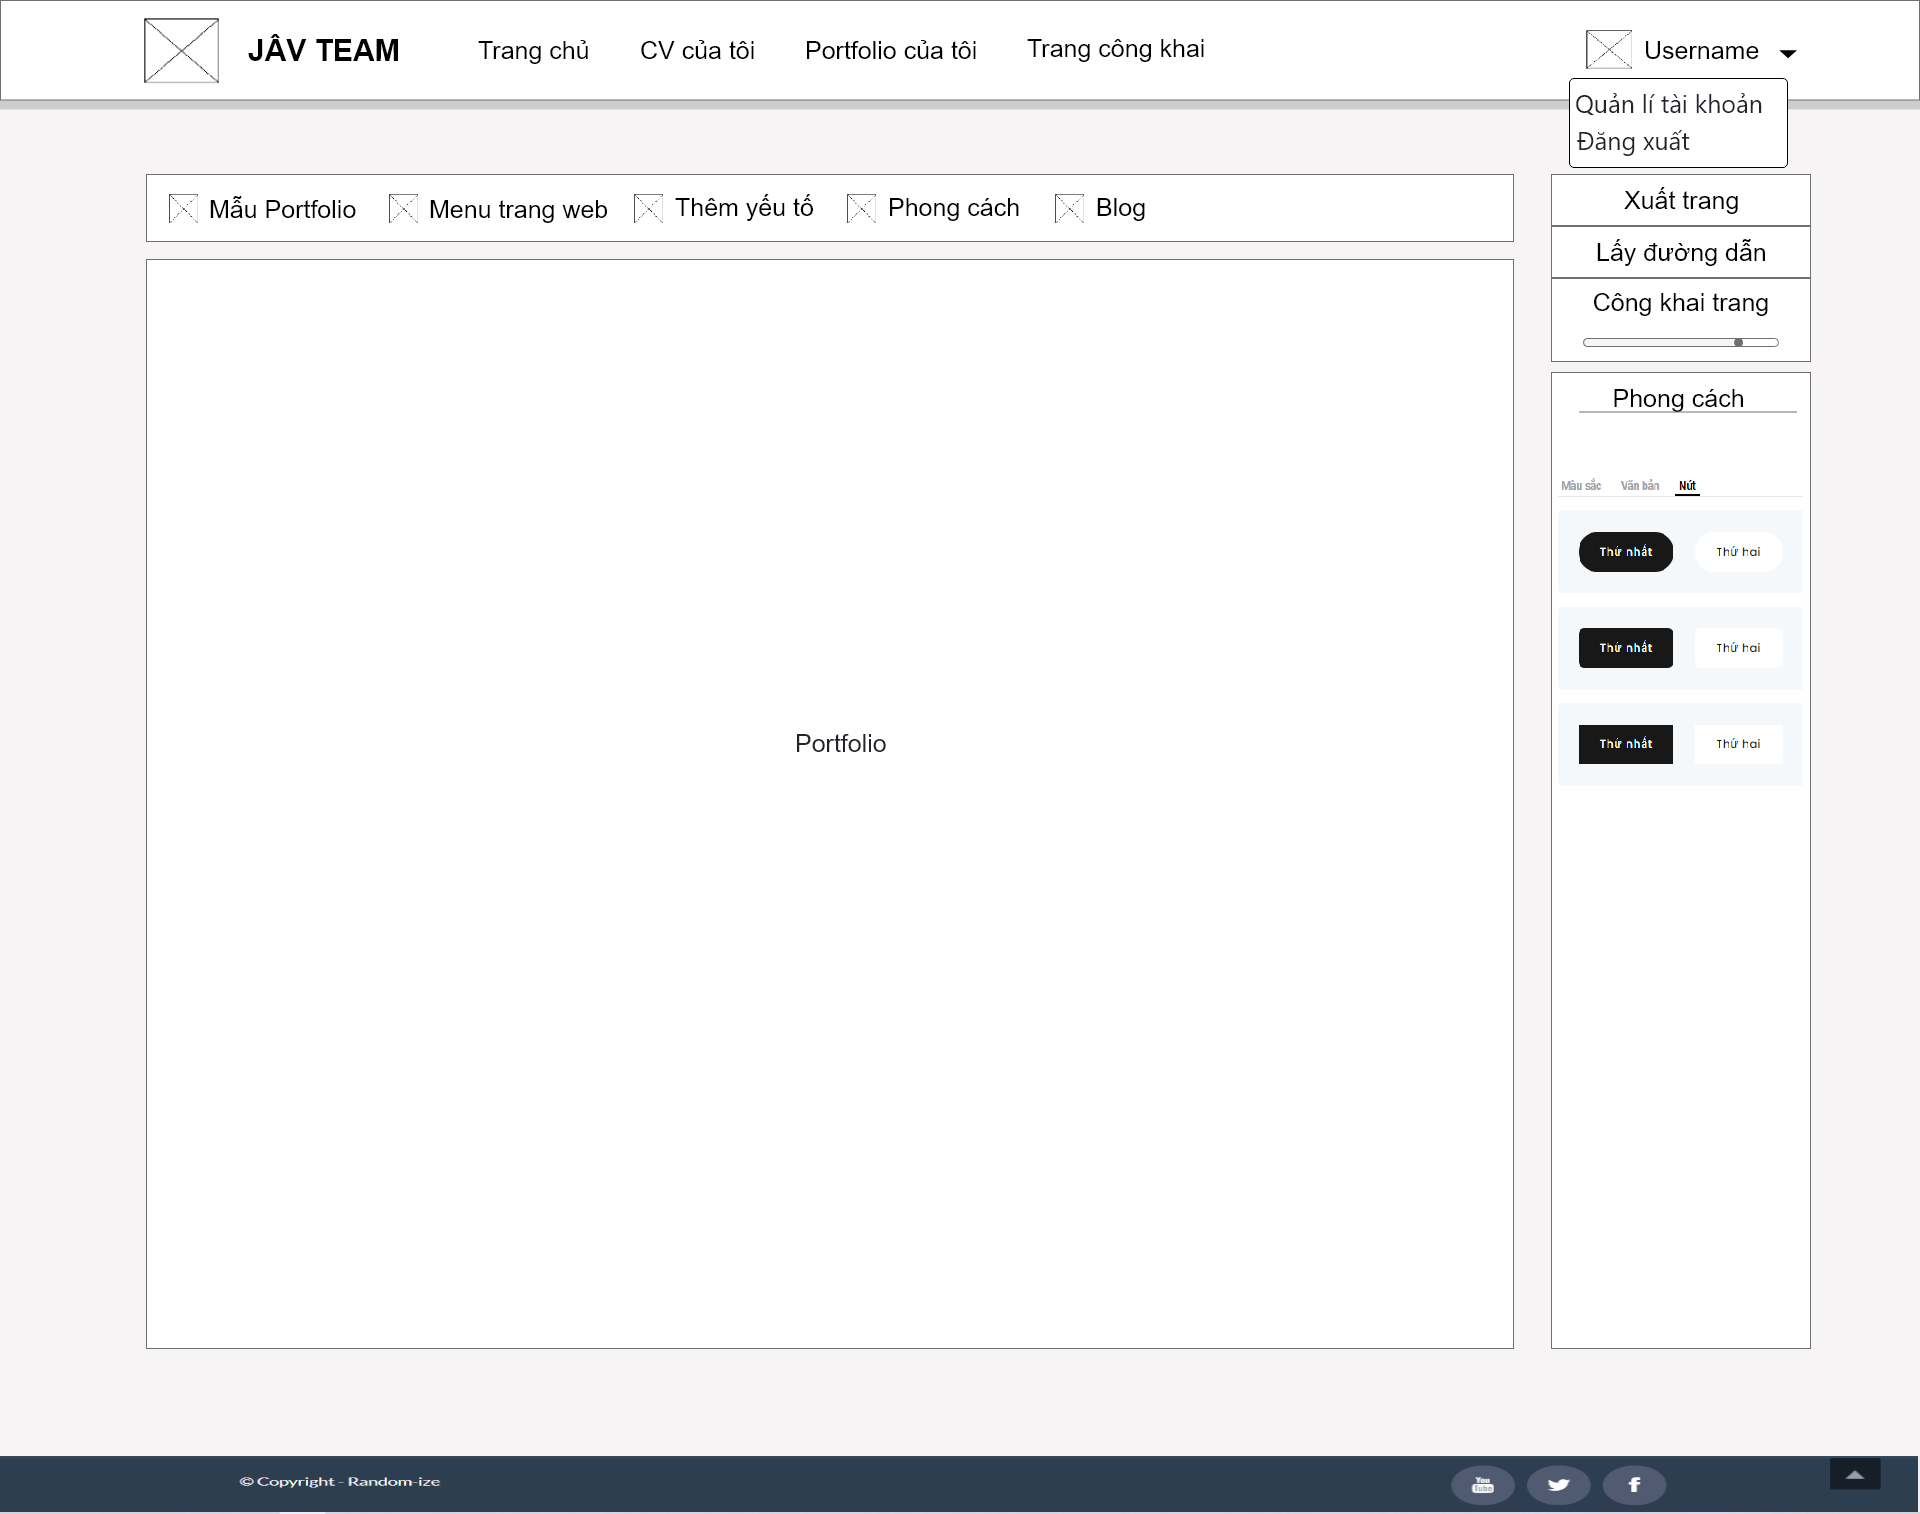 JÂV TEAM
Trang chủ
CV của tôi
Portfolio của tôi
Trang công khai
Username
Quản lí tài khoản
Đăng xuất
Mẫu Portfolio
Menu trang web
Thêm yếu tố
Phong cách
Blog
Xuất trang
Lấy đường dẫn
Công khai trang
Phong cách
Màu sắc
Văn bản
Nút
Thứ nhất
Thứ hai
Thứ nhất
Thứ hai
Thứ nhất
Thứ hai
Portfolio
© Copyright - Random-ize
You
Tube